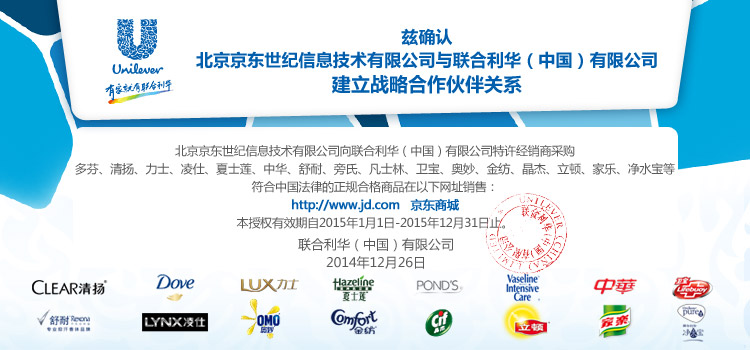 兹确认
北京京东世纪信息技术有限公司与联合利华（中国）有限公司
建立战略合作伙伴关系
Unilever
有家就有联合利华
北京京东世纪信息技术有限公司向联合利华（中国）有限公司特许经销商采购
多芬、清扬、力士、凌仕、夏士莲、中华、舒耐、旁氏、凡士林、卫宝、奥妙、金纺、晶杰、立顿、家乐、净水宝等
符合中国法律的正规合格商品在以下网址销售：
http://www.jd.com 京东商城
本授权有效期自2015年1月1日-2015年12月31日止。
联合利华（中国）有限公司
2014年12月26日
CLEAR清扬
Dove
LUX力士
Hazeline
夏士莲
POND'S
Vaseline
Intensive
Care
中華
Lifebuoy
舒耐 Rexona
LYNX凌仕
OMO
奥妙
Comfort
金纺
Cif
立顿
家樂
pure
净水宝